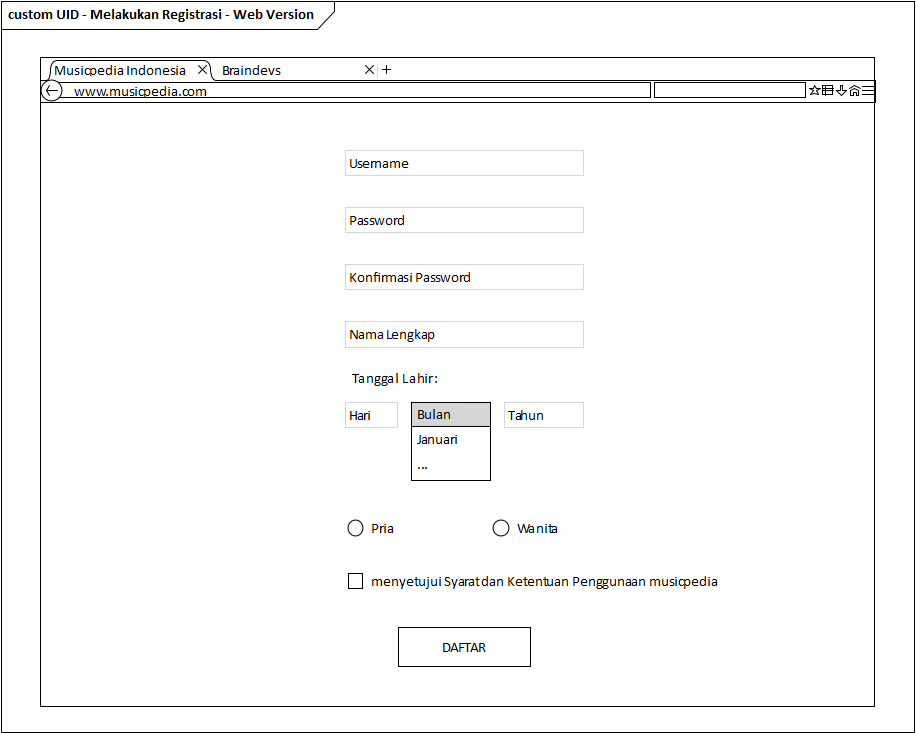 custom UID - Melakukan Registrasi - Web Version
Musicpedia Indonesia
Braindevs
www.musicpedia.com
Username
Password
Konfirmasi Password
Nama Lengkap
Tanggal Lahir:
Hari
Bulan
Tahun
Januari
...
Pria
Wanita
menyetujui Syarat dan Ketentuan Penggunaan musicpedia
DAFTAR